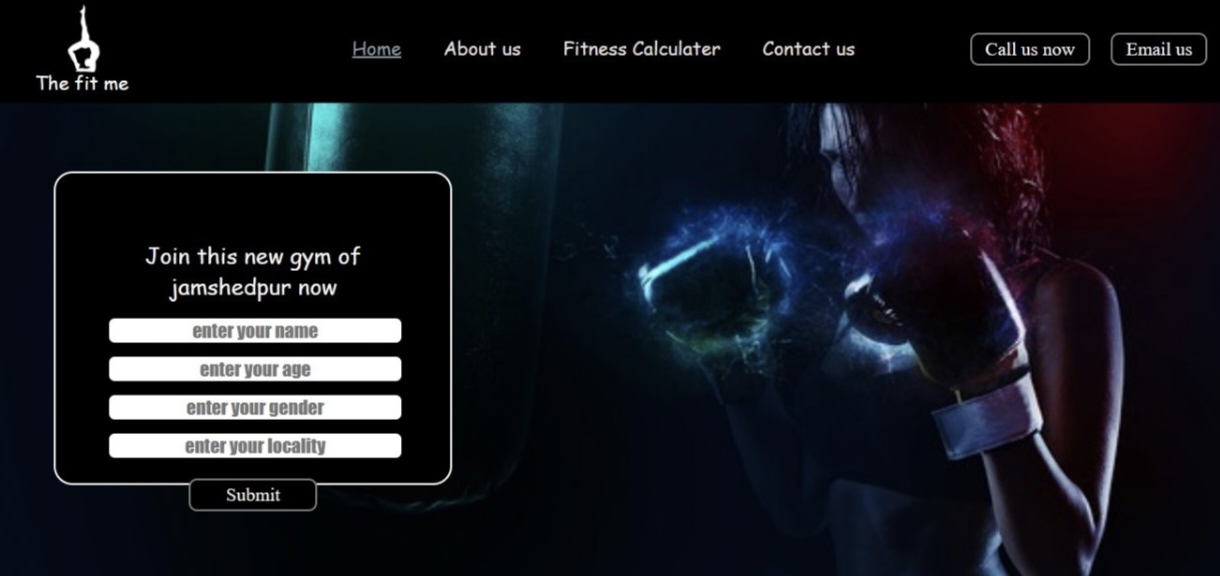 The fit me
Home
About us
Fitness Calculater
Contact us
Call us now
Email us
Join this new gym of
jamshedpur now
enter your name
enter your age
enter your gender
enter your locality
Submit